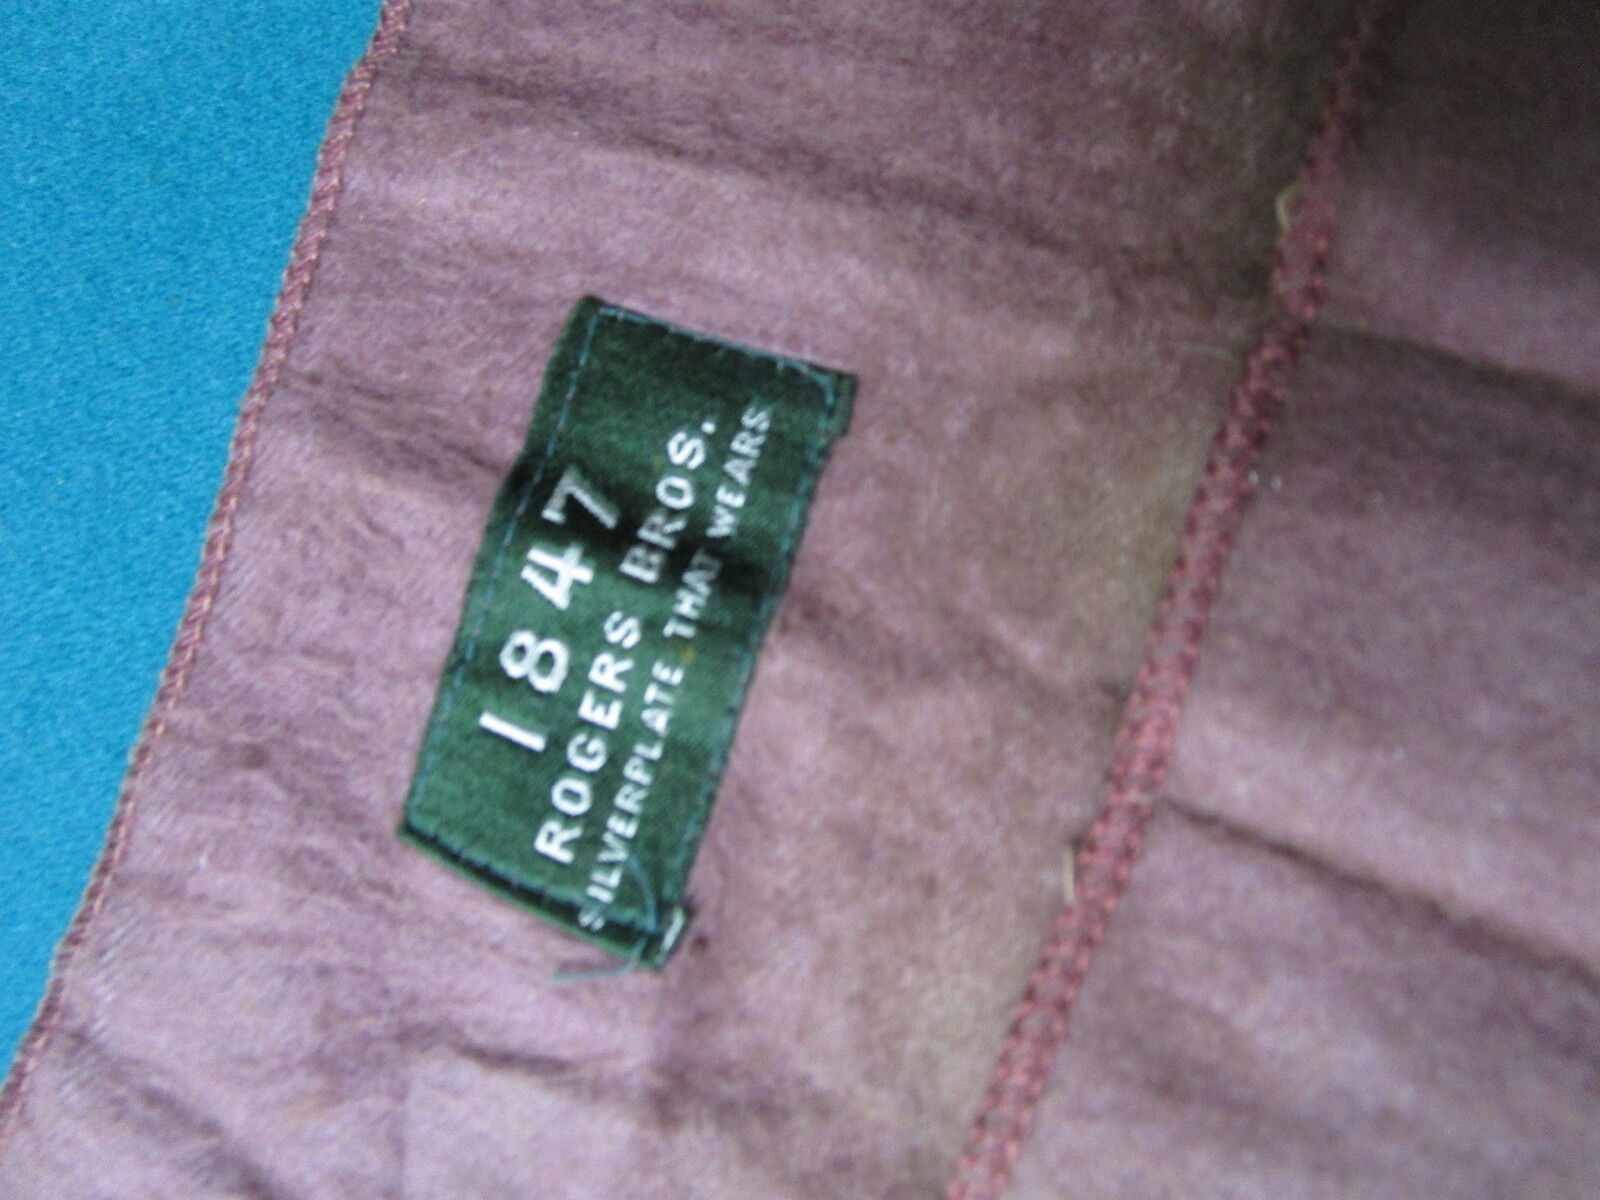 1847
ROGERS BROS.
SILVERPLATE THAT WEARS